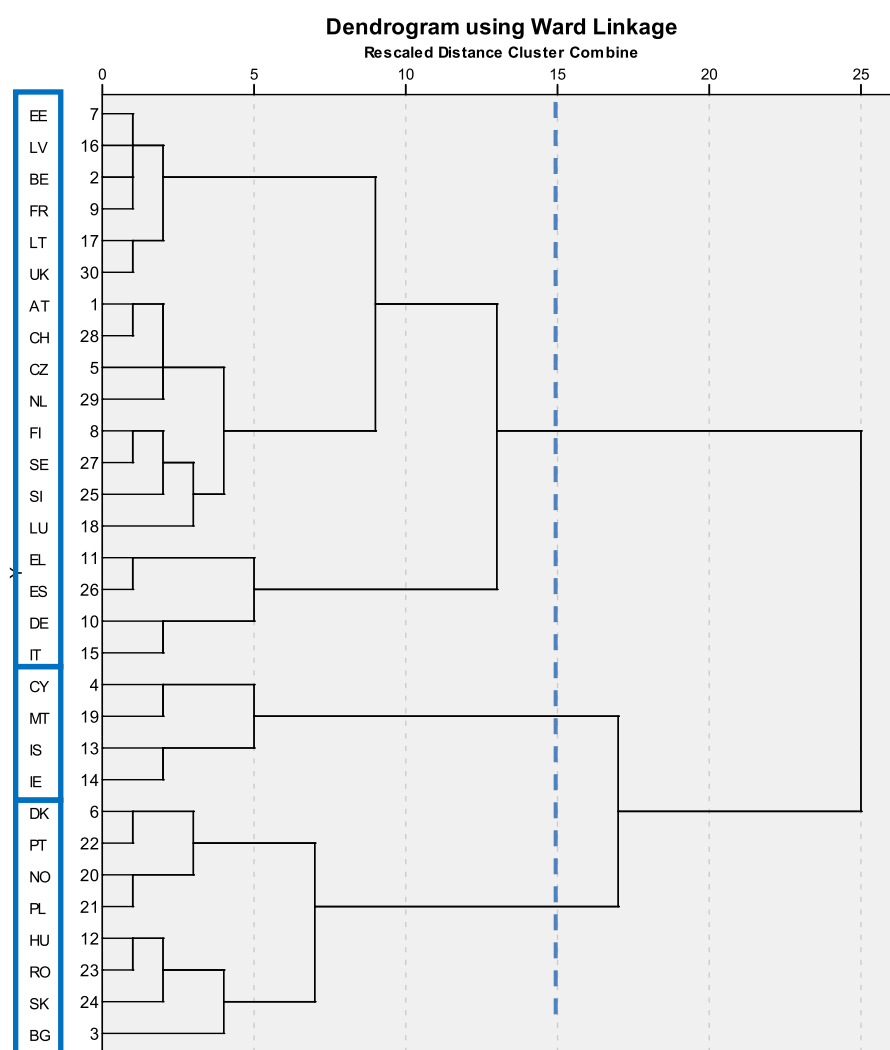 Dendrogram using Ward Linkage
Rescaled Distance Cluster Combine
0 5 10 15 20 25
EE 7
LV 16
BE 2
FR 9
LT 17
UK 30
AT 1
CH 28
CZ 5
NL 29
FI 8
SE 27
SI 25
LU 18
EL 11
Y
ES 26
DE 10
IT 15
CY 4
MT 19
IS 13
IE 14
DK 6
PT 22
NO 20
PL 21
HU 12
RO 23
SK 24
BG 3